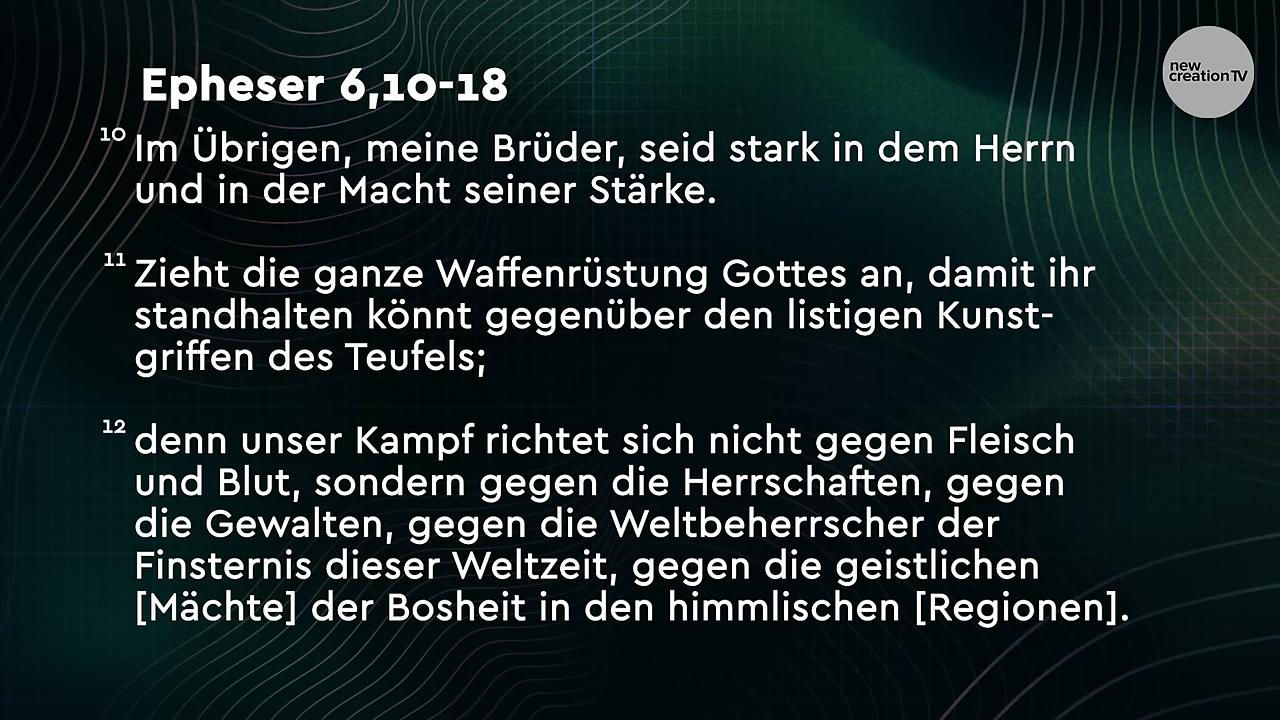 new
creation TV
Epheser 6,10-18
10 Im Übrigen, meine Brüder, seid stark in dem Herrn
und in der Macht seiner Stärke.
11 Zieht die ganze Waffenrüstung Gottes an, damit ihr
standhalten könnt gegenüber den listigen Kunst-
griffen des Teufels;
12 denn unser Kampf richtet sich nicht gegen Fleisch
und Blut, sondern gegen die Herrschaften, gegen
die Gewalten, gegen die Weltbeherrscher der
Finsternis dieser Weltzeit, gegen die geistlichen
[Mächte] der Bosheit in den himmlischen [Regionen].